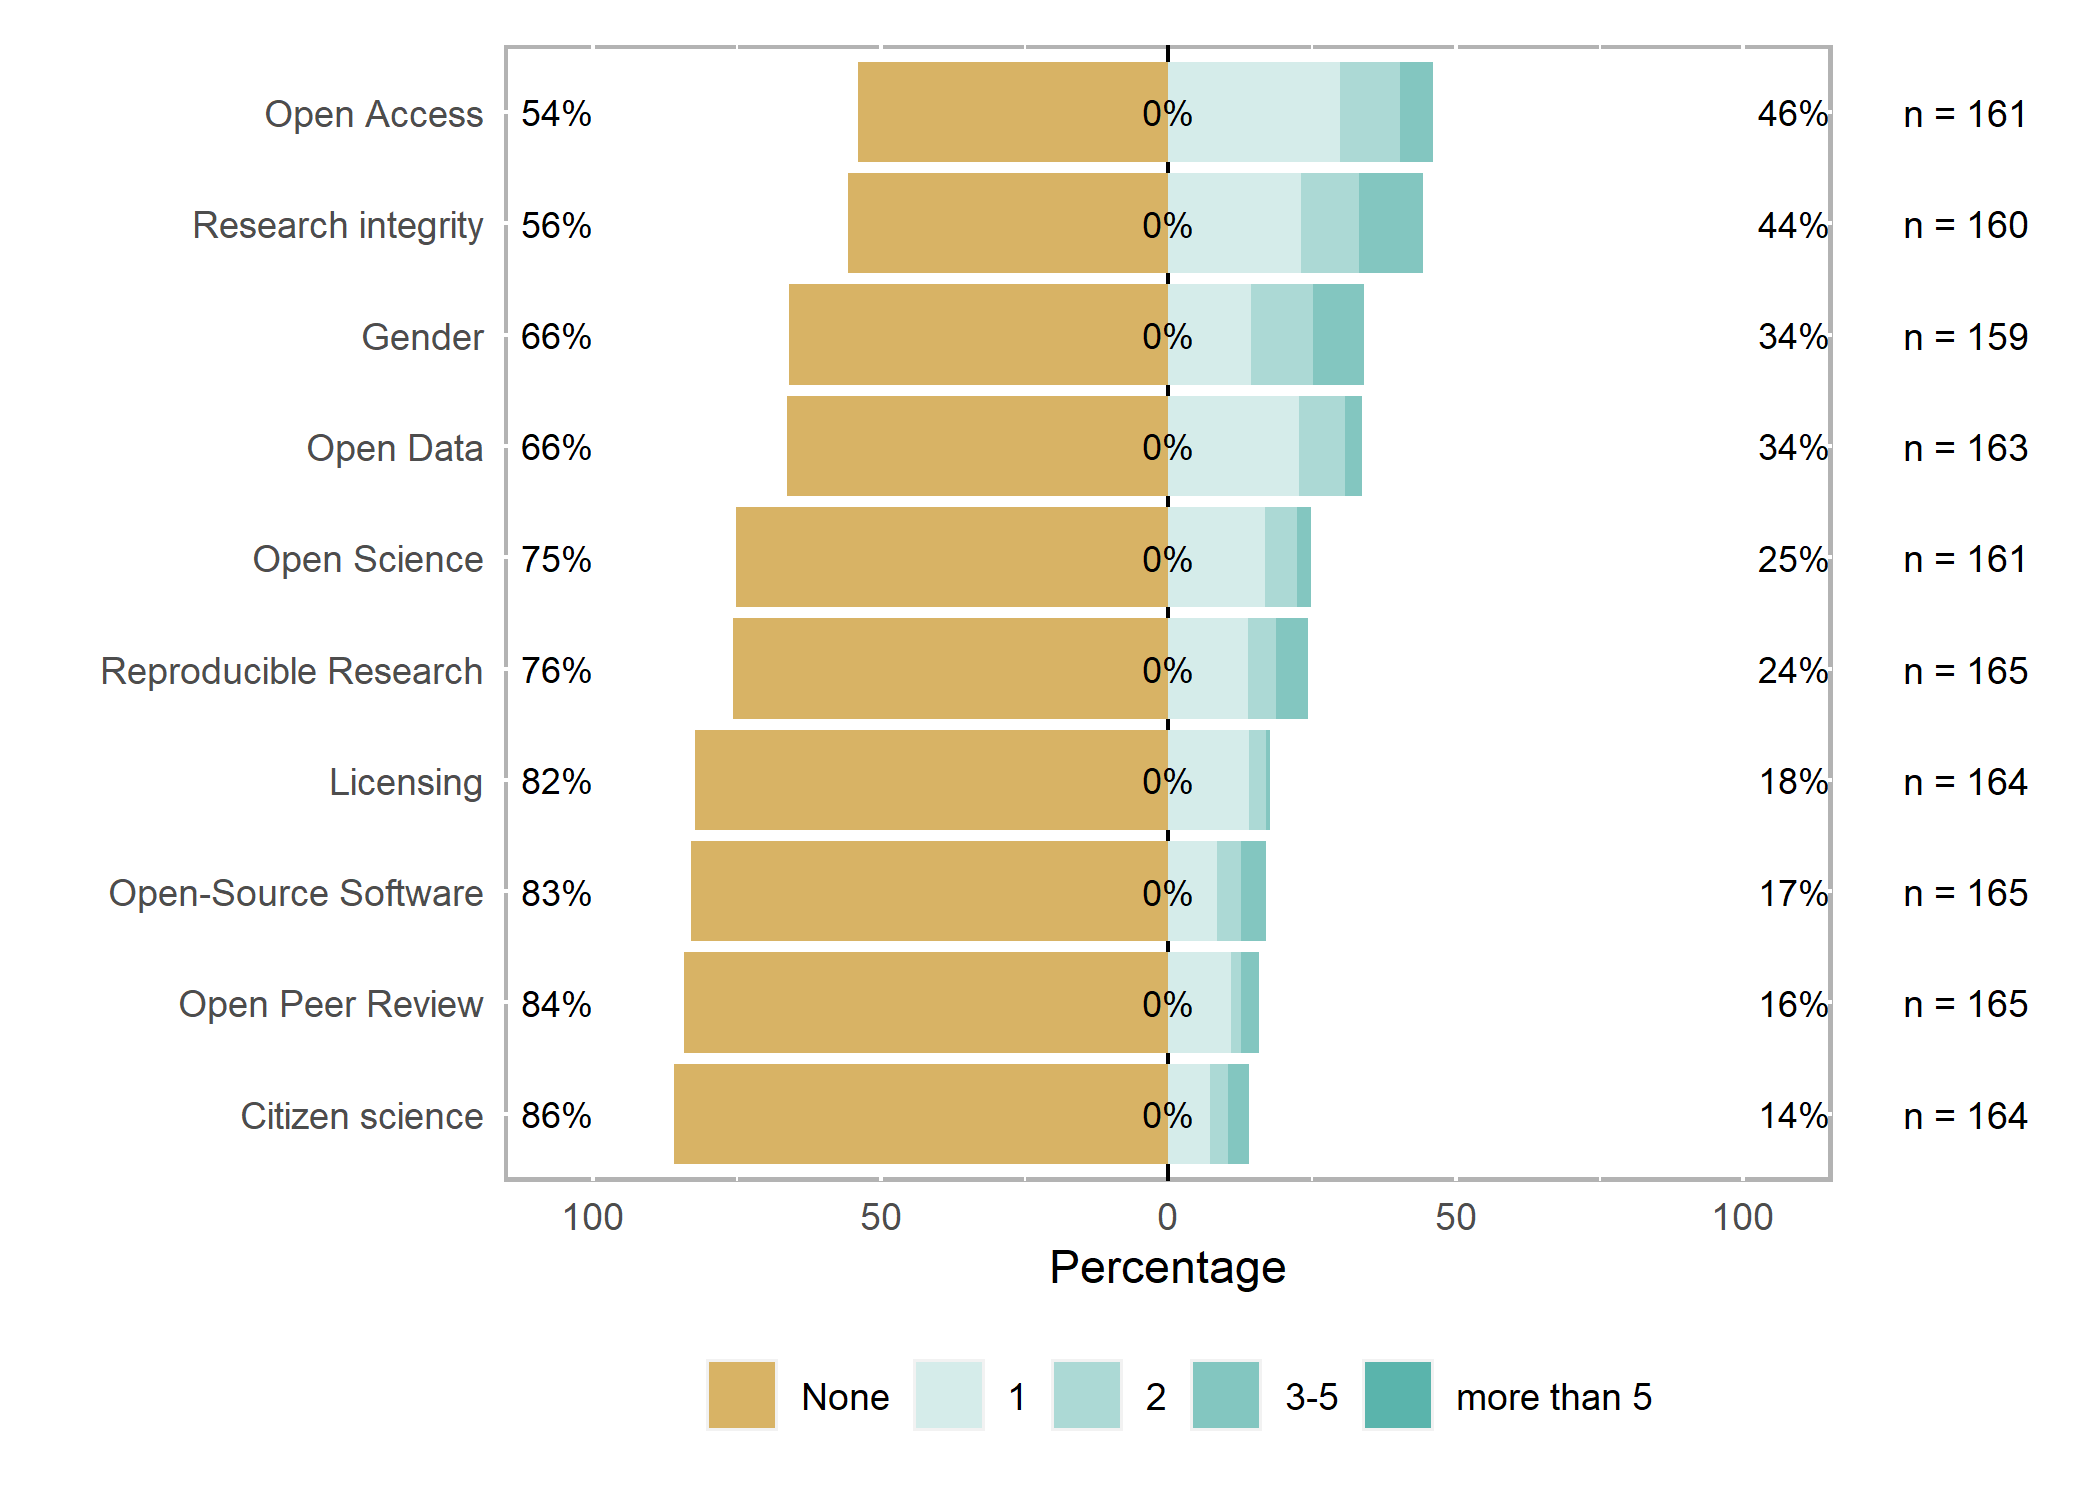 Open Access 54% 0% 46% n = 161
Research integrity 56% 0% 44% n = 160
Gender 66% 0% 34% n = 159
Open Data 66% 0% 34% n = 163
Open Science 75% 0% 25% n = 161
Reproducible Research 76% 0% 24% n = 165
Licensing 82% 0% 18% n = 164
Open-Source Software 83% 0% 17% n = 165
Open Peer Review 84% 0% 16% n = 165
Citizen science 86% 0% 14% n = 164
100 50 0 50 100
Percentage
None 1 2 3-5 more than 5